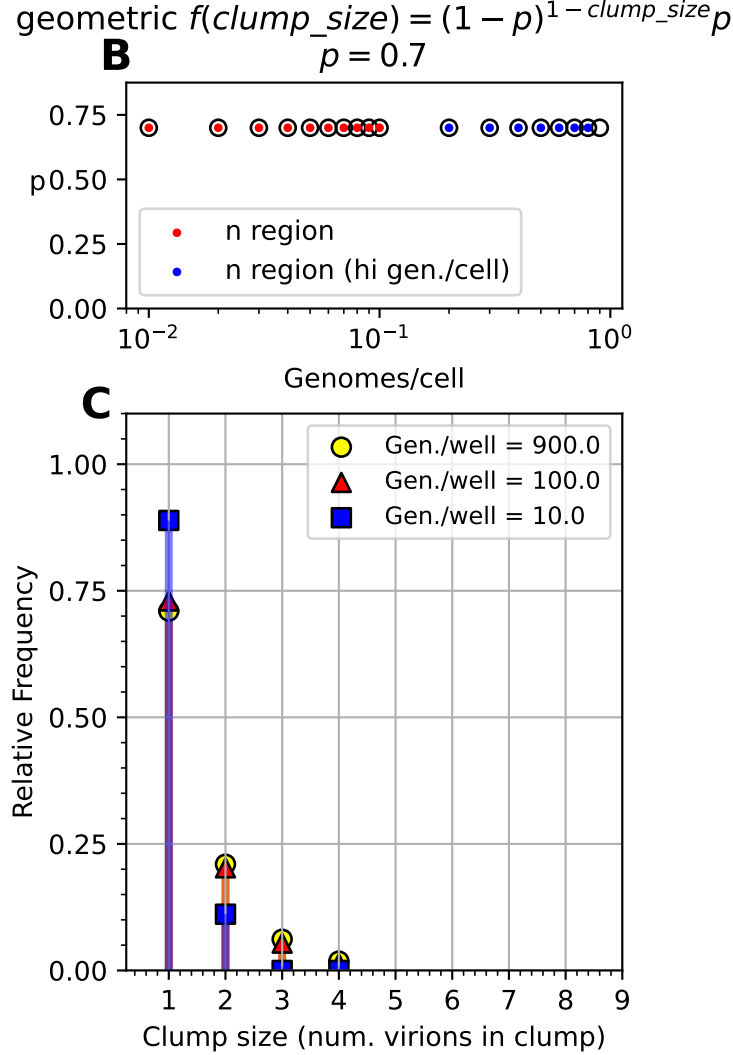 geometric f(clump_size) = (1 − p)^{1 − clump_size}p
B
p = 0.7
0.75
0.50
0.25
0.00
p
n region
n region (hi gen./cell)
10^{−2}
10^{−1}
10^{0}
Genomes/cell
C
1.00
0.75
0.50
0.25
0.00
Relative Frequency
Gen./well = 900.0
Gen./well = 100.0
Gen./well = 10.0
1 2 3 4 5 6 7 8 9
Clump size (num. virions in clump)